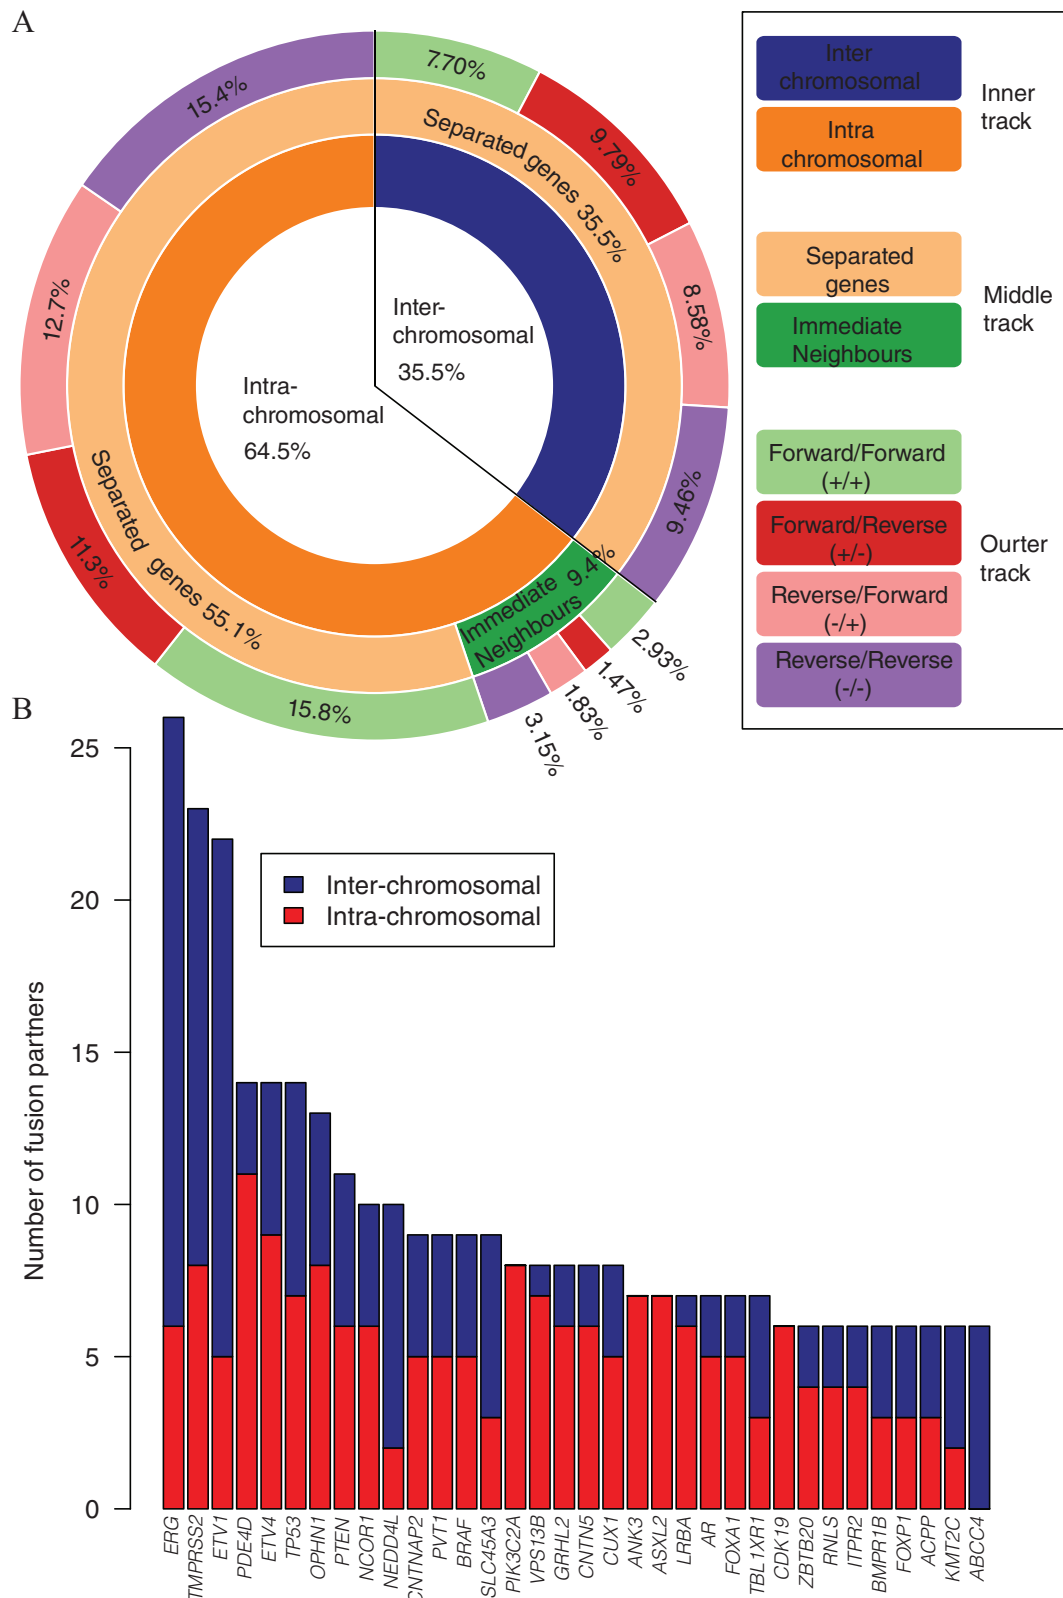 A
7.70%
9.79%
8.58%
9.46%
2.93%
1.47%
1.83%
3.15%
15.8%
11.3%
12.7%
15.4%
Separated genes 35.5%
Immediate 9.4%
Neighbours
Separated genes 55.1%
Inter-
chromosomal
35.5%
Intra-
chromosomal
64.5%
Inter
chromosomal
Intra
chromosomal
Inner
track
Separated
genes
Immediate
Neighbours
Middle
track
Forward/Forward
(+/+)
Forward/Reverse
(+/-)
Reverse/Forward
(-/+)
Reverse/Reverse
(-/-)
Ourter
track
B
Number of fusion partners
25
20
15
10
5
0
Inter-chromosomal
Intra-chromosomal
ERG
TMPRSS2
ETV1
PDE4D
ETV4
TP53
OPHN1
PTEN
NCOR1
NEDD4L
CNTNAP2
PVT1
BRAF
SLC45A3
PIK3C2A
VPS13B
GRHL2
CNTN5
CUX1
ANK3
ASXL2
LRBA
AR
FOXA1
TBL1XR1
CDK19
ZBTB20
RNLS
ITPR2
BMPR1B
FOXP1
ACPP
KMT2C
ABCC4